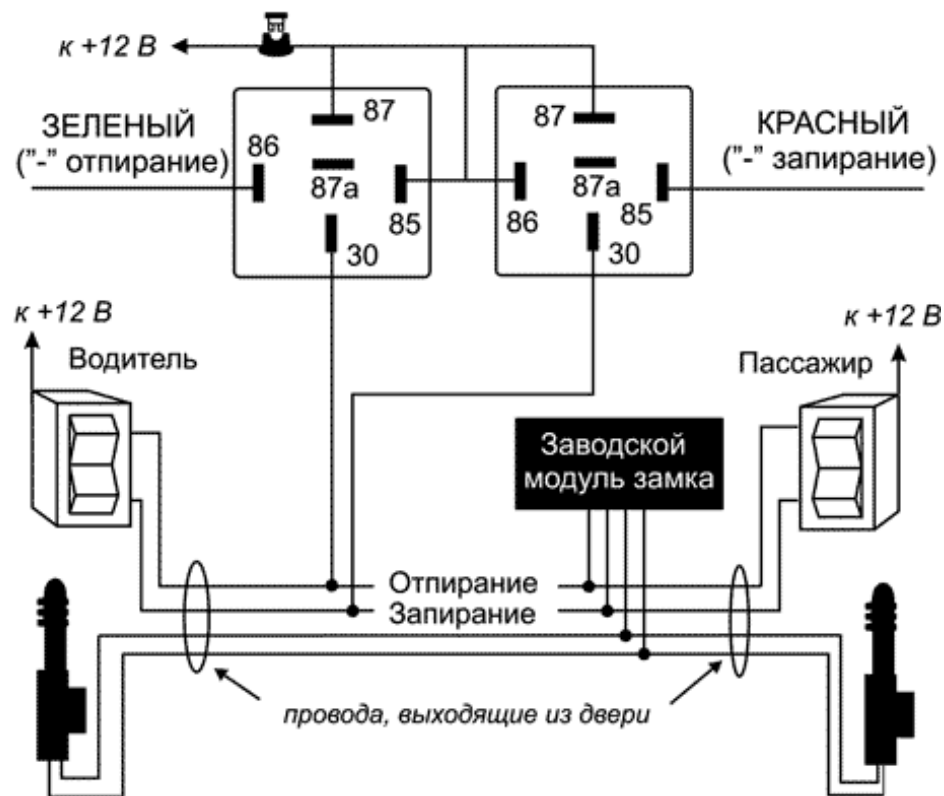 к +12 В
ЗЕЛЕНЫЙ
("-" отпирание)
86
87
87а
85
30
87
87а
86
85
30
КРАСНЫЙ
("-" запирание)
к +12 В
Водитель
к +12 В
Пассажир
Заводской
модуль замка
Отпирание
Запирание
провода, выходящие из двери